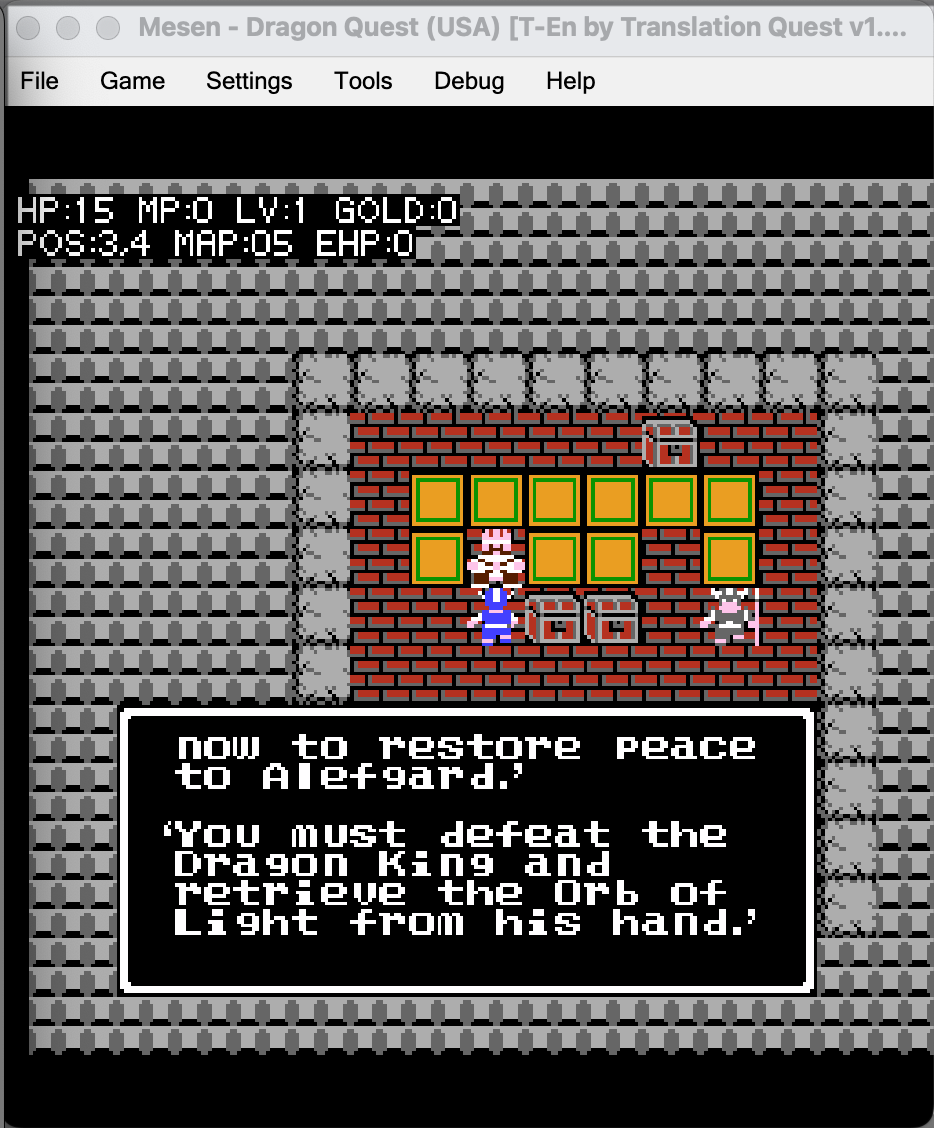 Mesen - Dragon Quest (USA) [T-En by Translation Quest v1....
File Game Settings Tools Debug Help
HP:15 MP:0 LV:1 GOLD:0
POS:3,4 MAP:05 EHP:0
now to restore peace
to Alefgard.’
‘You must defeat the
Dragon King and
retrieve the Orb of
Light from his hand.’